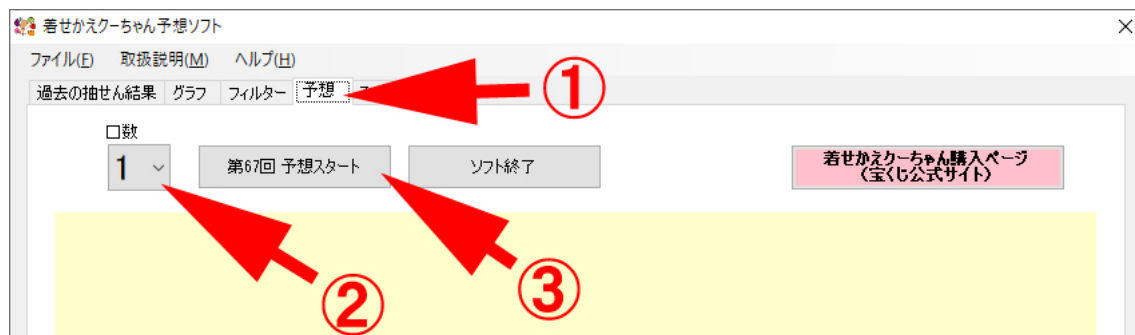 着せかえクーちゃん予想ソフト
ファイル(F) 取扱説明(M) ヘルプ(H)
過去の抽せん結果 グラフ フィルター 予想
①
口数
1 第67回 予想スタート ソフト終了
着せかえクーちゃん購入ページ
(宝くじ公式サイト)
②
③